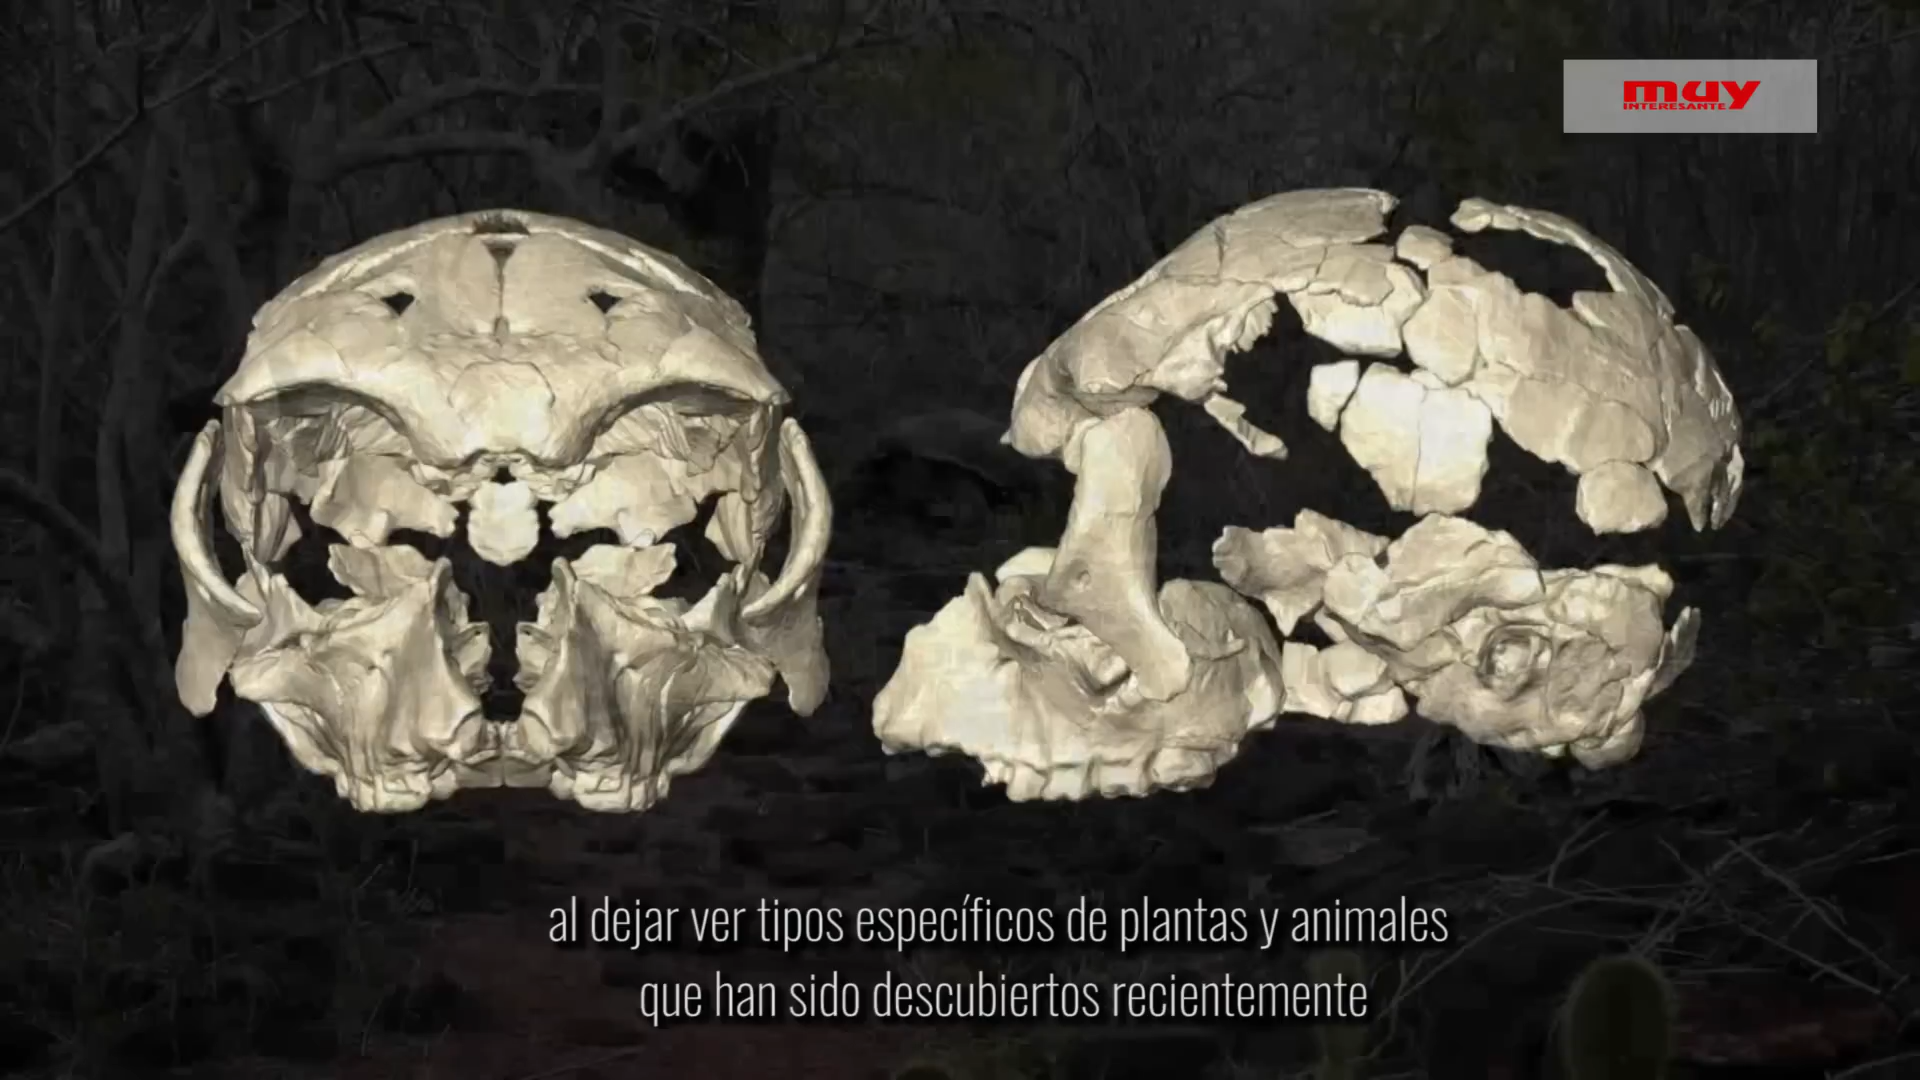 muy
INTERESANTE
al dejar ver tipos específicos de plantas y animales
que han sido descubiertos recientemente